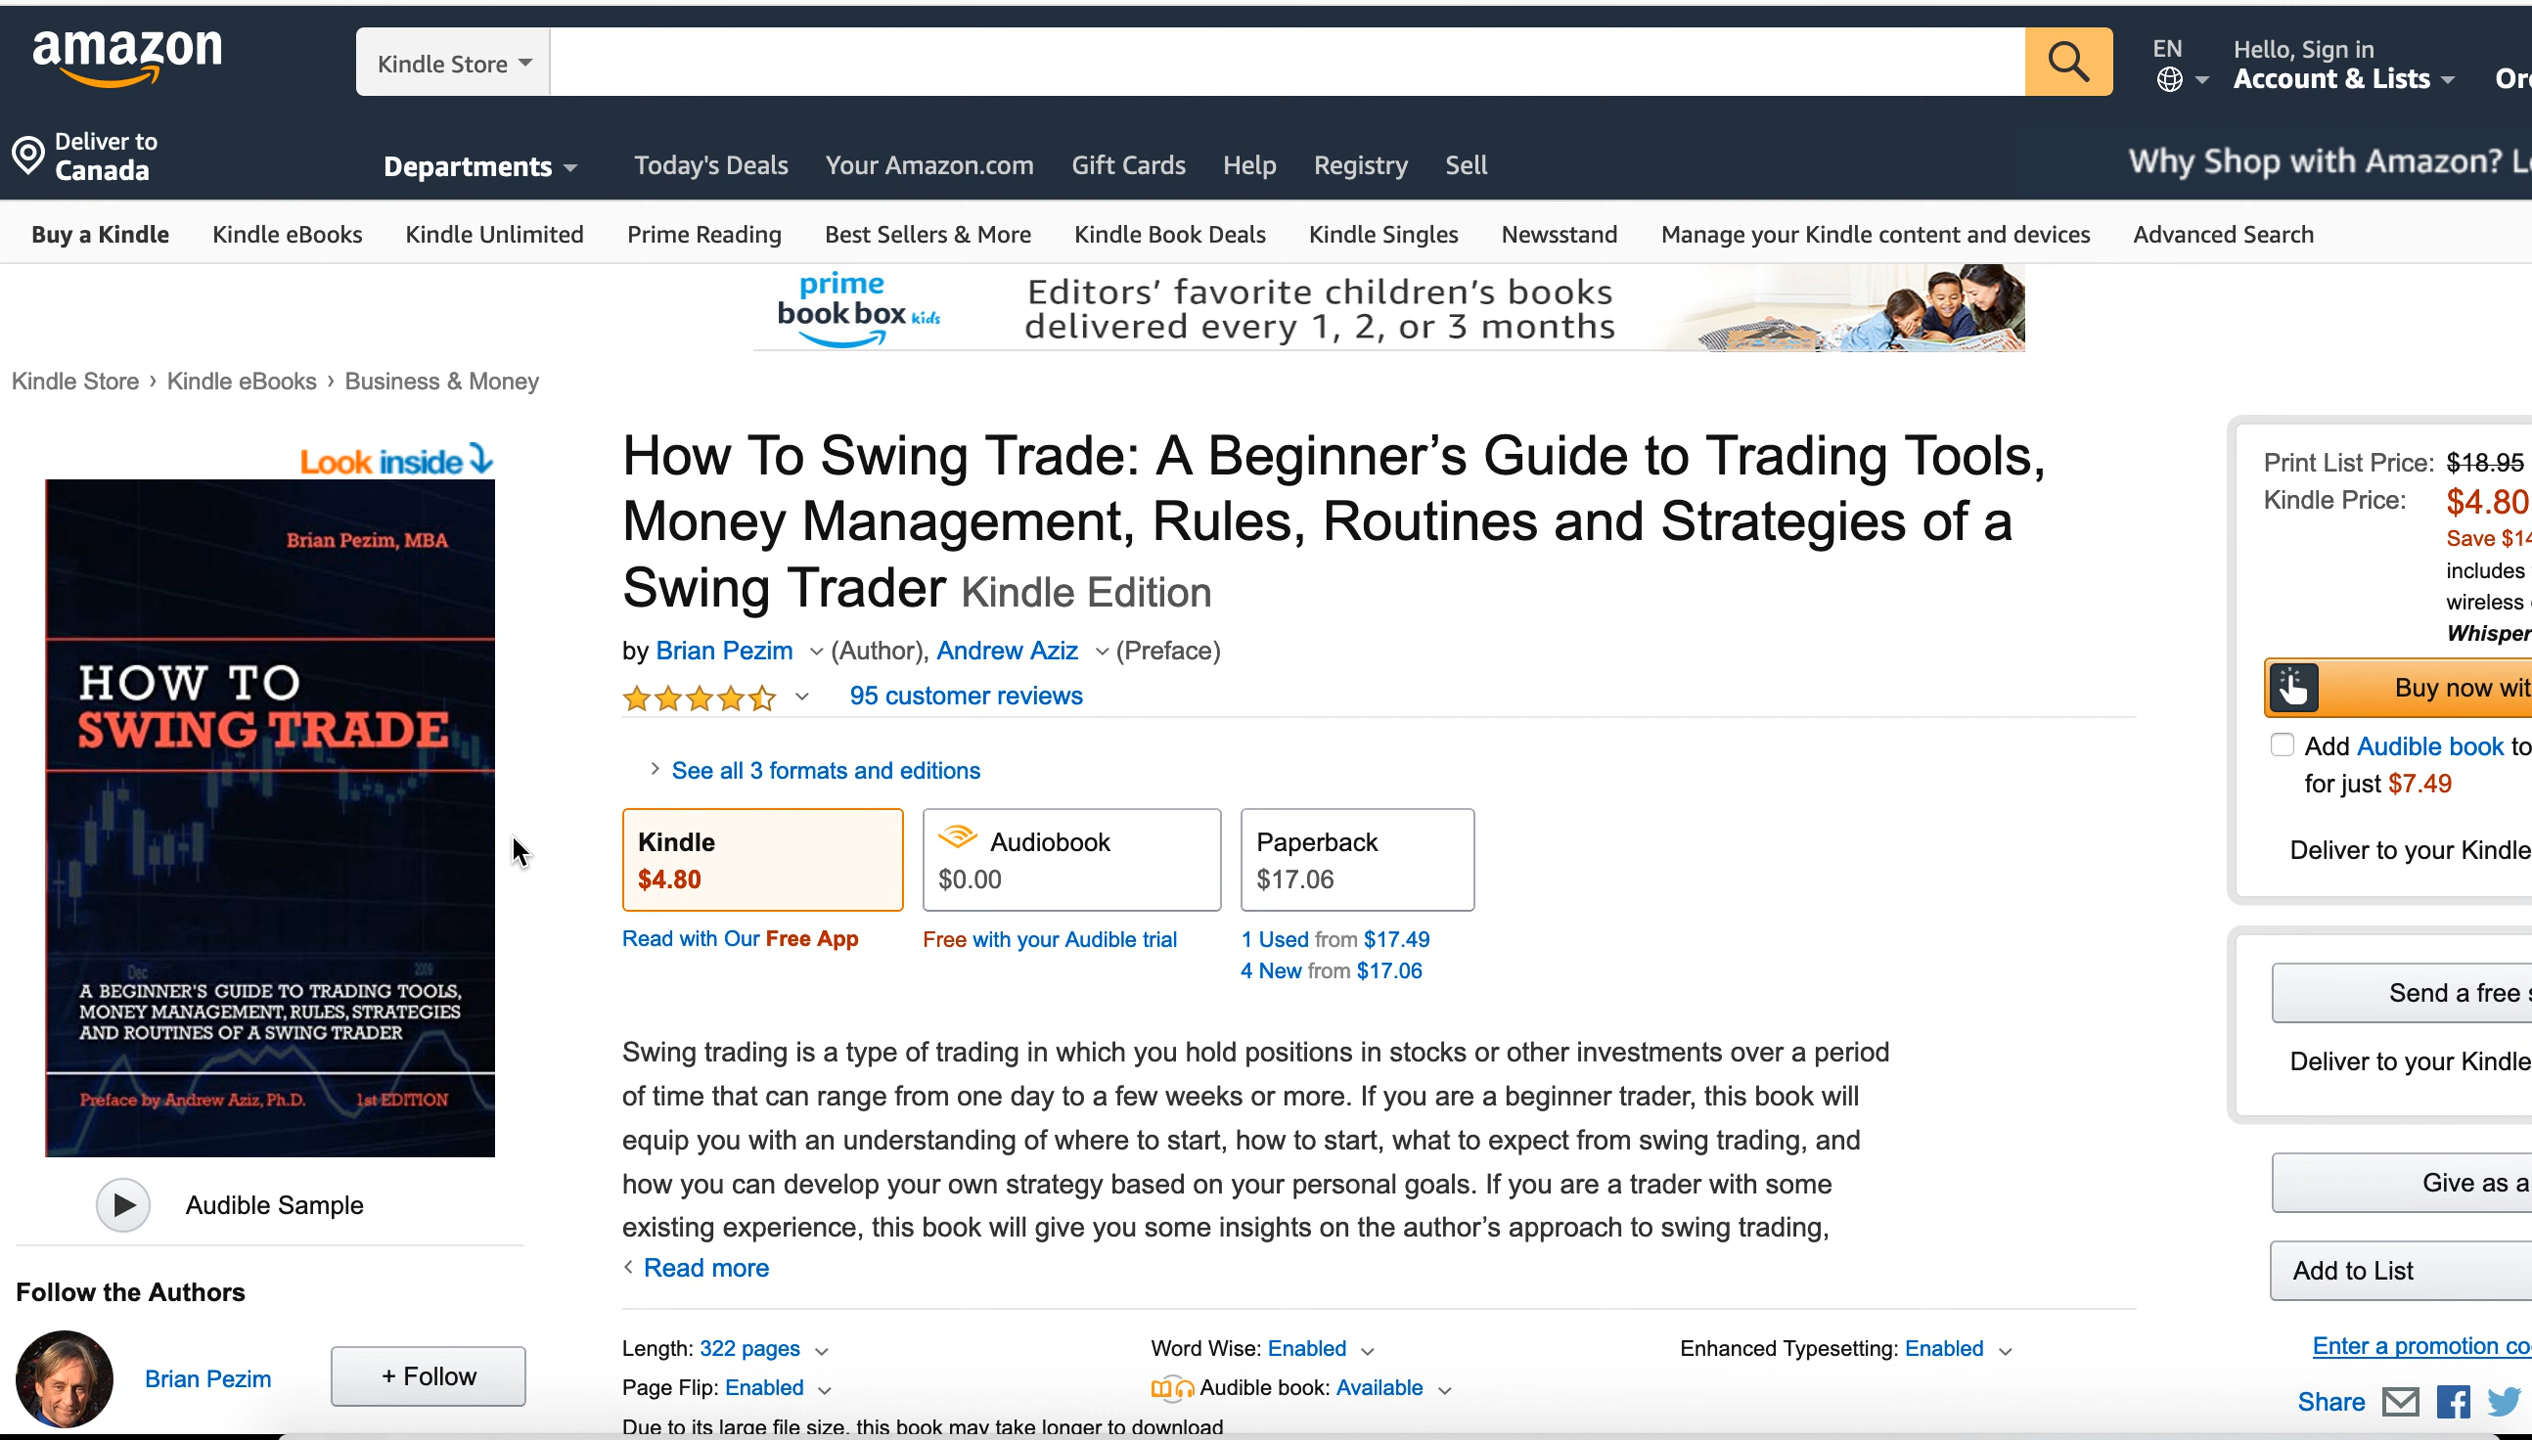 amazon
Kindle Store
EN
Hello, Sign in
Account & Lists
Deliver to
Canada
Departments
Today's Deals
Your Amazon.com
Gift Cards
Help
Registry
Sell
Why Shop with Amazon?
Buy a Kindle
Kindle eBooks
Kindle Unlimited
Prime Reading
Best Sellers & More
Kindle Book Deals
Kindle Singles
Newsstand
Manage your Kindle content and devices
Advanced Search
prime
book box kids
Editors' favorite children's books
delivered every 1, 2, or 3 months
Kindle Store › Kindle eBooks › Business & Money
Look inside
Brian Pezim, MBA
HOW TO
SWING TRADE
Dec 2009
A BEGINNER'S GUIDE TO TRADING TOOLS,
MONEY MANAGEMENT, RULES, STRATEGIES
AND ROUTINES OF A SWING TRADER
Preface by Andrew Aziz, Ph.D. 1st EDITION
Audible Sample
Follow the Authors
Brian Pezim
+ Follow
How To Swing Trade: A Beginner’s Guide to Trading Tools,
Money Management, Rules, Routines and Strategies of a
Swing Trader Kindle Edition
by Brian Pezim (Author), Andrew Aziz (Preface)
95 customer reviews
See all 3 formats and editions
Kindle
$4.80
Read with Our Free App
Audiobook
$0.00
Free with your Audible trial
Paperback
$17.06
1 Used from $17.49
4 New from $17.06
Swing trading is a type of trading in which you hold positions in stocks or other investments over a period
of time that can range from one day to a few weeks or more. If you are a beginner trader, this book will
equip you with an understanding of where to start, how to start, what to expect from swing trading, and
how you can develop your own strategy based on your personal goals. If you are a trader with some
existing experience, this book will give you some insights on the author’s approach to swing trading,
‹ Read more
Length: 322 pages
Word Wise: Enabled
Enhanced Typesetting: Enabled
Page Flip: Enabled
Audible book: Available
Due to its large file size, this book may take longer to download
Print List Price: $18.95
Kindle Price: $4.80
Save
includes
wireless
Whisper
Buy now
Add Audible book to
for just $7.49
Deliver to your Kindle
Send a free
Deliver to your Kindle
Give as a
Add to List
Enter a promotion
Share